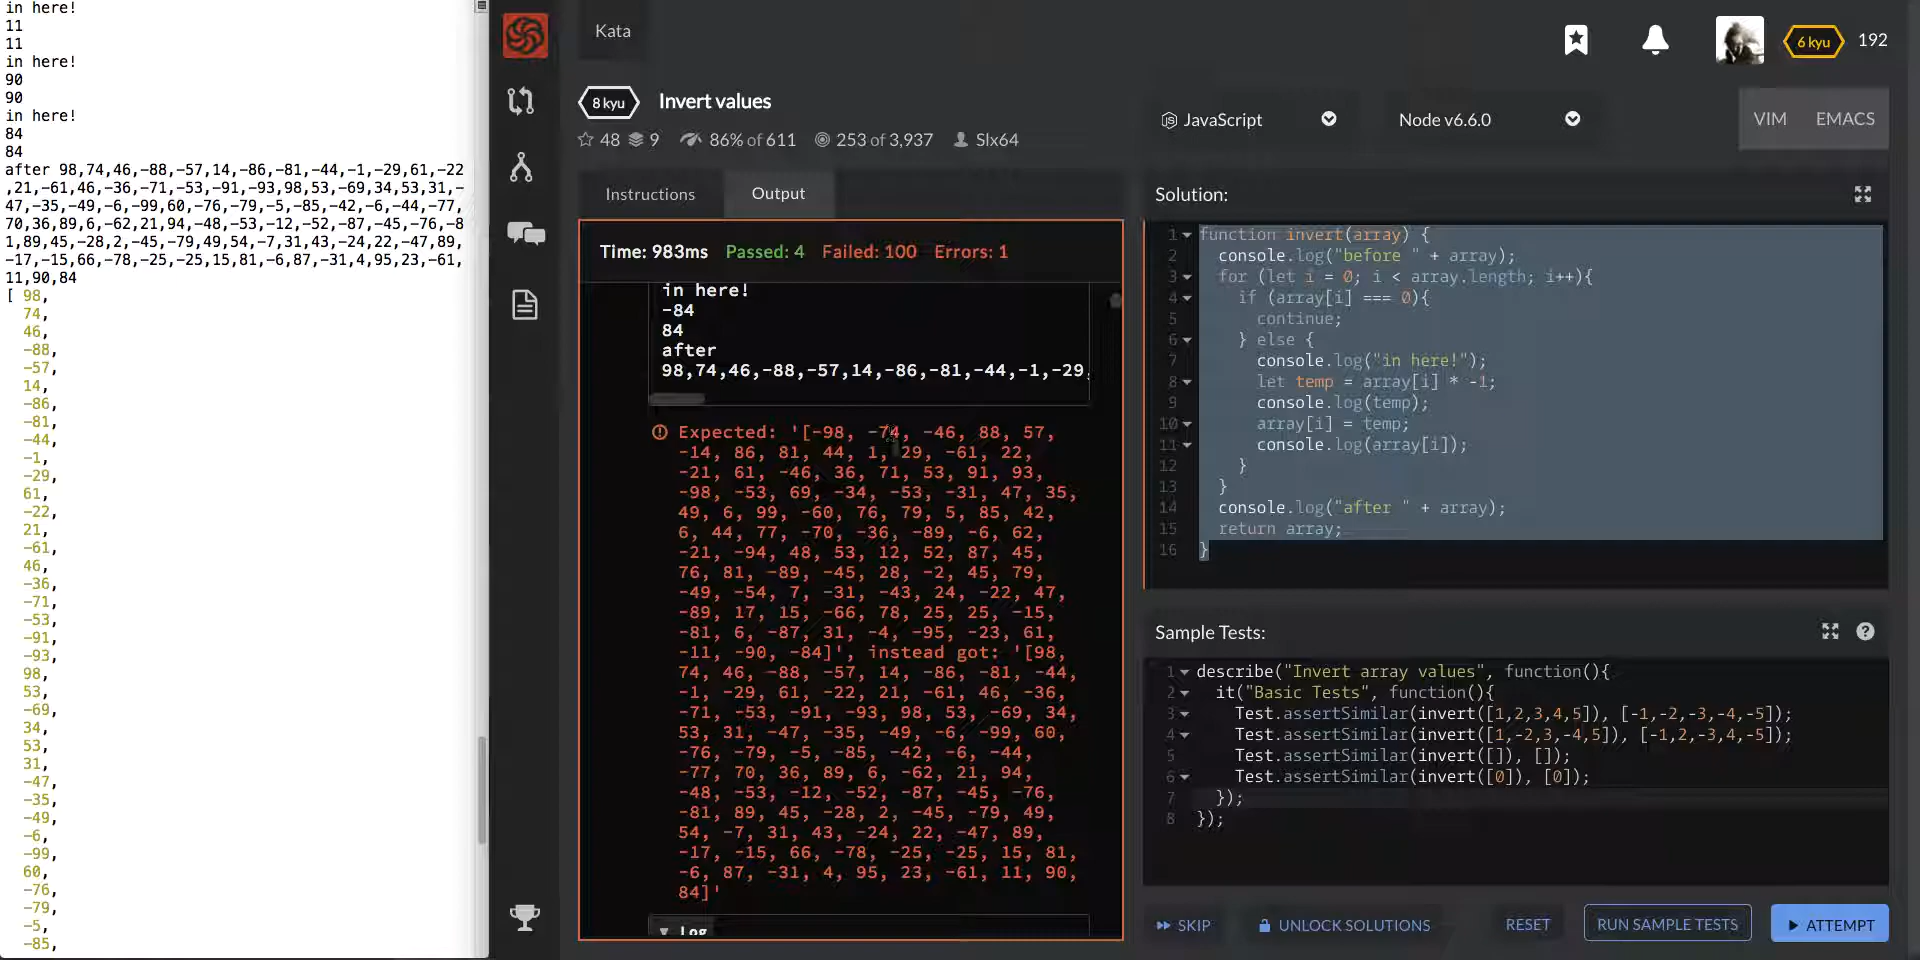 in here!
11
11
in here!
90
90
in here!
84
84
after 98,74,46,-88,-57,14,-86,-81,-44,-1,-29,61,-22
,21,-61,46,-36,-71,-53,-91,-93,98,53,-69,34,53,31,-
47,-35,-49,-6,-99,60,-76,-79,-5,-85,-42,-6,-44,-77,
70,36,89,6,-62,21,94,-48,-53,-12,-52,-87,-45,-76,-8
1,89,45,-28,2,-45,-79,49,54,-7,31,43,-24,22,-47,89,
-17,-15,66,-78,-25,-25,15,81,-6,87,-31,4,95,23,-61,
11,90,84
[ 98,
74,
46,
-88,
-57,
14,
-86,
-81,
-44,
-1,
-29,
61,
-22,
21,
-61,
46,
-36,
-71,
-53,
-91,
-93,
98,
53,
-69,
34,
53,
31,
-47,
-35,
-49,
-6,
-99,
60,
-76,
-79,
-5,
-85,
Kata
6 kyu 192
8 kyu Invert values
48 9 86% of 611 253 of 3,937 Slx64
JavaScript Node v6.6.0 VIM EMACS
Instructions Output
Time: 983ms Passed: 4 Failed: 100 Errors: 1
in here!
-84
84
after
98,74,46,-88,-57,14,-86,-81,-44,-1,-29,
Expected: '[-98, -74, -46, 88, 57,
-14, 86, 81, 44, 1, 29, -61, 22,
-21, 61, -46, 36, 71, 53, 91, 93,
-98, -53, 69, -34, -53, -31, 47, 35,
49, 6, 99, -60, 76, 79, 5, 85, 42,
6, 44, 77, -70, -36, -89, -6, 62,
-21, -94, 48, 53, 12, 52, 87, 45,
76, 81, -89, -45, 28, -2, 45, 79,
-49, -54, 7, -31, -43, 24, -22, 47,
-89, 17, 15, -66, 78, 25, 25, -15,
-81, 6, -87, 31, -4, -95, -23, 61,
-11, -90, -84]', instead got: '[98,
74, 46, -88, -57, 14, -86, -81, -44,
-1, -29, 61, -22, 21, -61, 46, -36,
-71, -53, -91, -93, 98, 53, -69, 34,
53, 31, -47, -35, -49, -6, -99, 60,
-76, -79, -5, -85, -42, -6, -44,
-77, 70, 36, 89, 6, -62, 21, 94,
-48, -53, -12, -52, -87, -45, -76,
-81, 89, 45, -28, 2, -45, -79, 49,
54, -7, 31, 43, -24, 22, -47, 89,
-17, -15, 66, -78, -25, -25, 15, 81,
-6, 87, -31, 4, 95, 23, -61, 11, 90,
84]'
Log
Solution:
1 function invert(array) {
2 console.log("before " + array);
3 for (let i = 0; i < array.length; i++){
4 if (array[i] === 0){
5 continue;
6 } else {
7 console.log("in here!");
8 let temp = array[i] * -1;
9 console.log(temp);
10 array[i] = temp;
11 console.log(array[i]);
12 }
13 }
14 console.log("after " + array);
15 return array;
16 }
Sample Tests:
1 describe("Invert array values", function(){
2 it("Basic Tests", function(){
3 Test.assertSimilar(invert([1,2,3,4,5]), [-1,-2,-3,-4,-5]);
4 Test.assertSimilar(invert([1,-2,3,-4,5]), [-1,2,-3,4,-5]);
5 Test.assertSimilar(invert([]), []);
6 Test.assertSimilar(invert([0]), [0]);
7 });
8 });
SKIP UNLOCK SOLUTIONS RESET RUN SAMPLE TESTS ATTEMPT